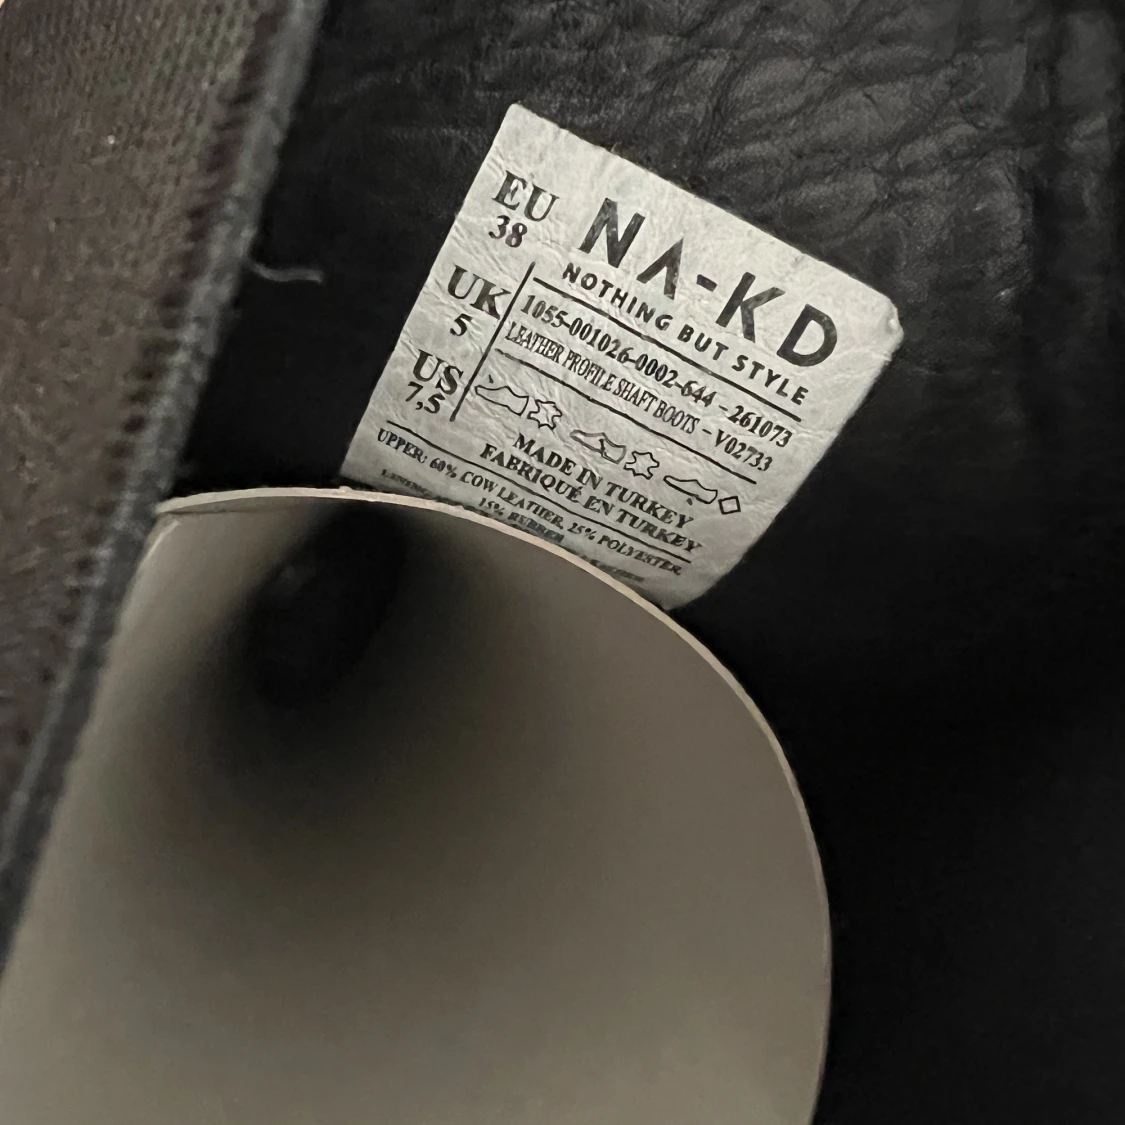 EU
38
UK
5
US
7,5
NA-KD
NOTHING BUT STYLE
1055-001026-0002-644 - 261073
LEATHER PROFILE SHAFT BOOTS - V02733
MADE IN TURKEY
FABRIQUÉ EN TURKEY
UPPER: 60% COW LEATHER, 25% POLYESTER,
15% RUBBER